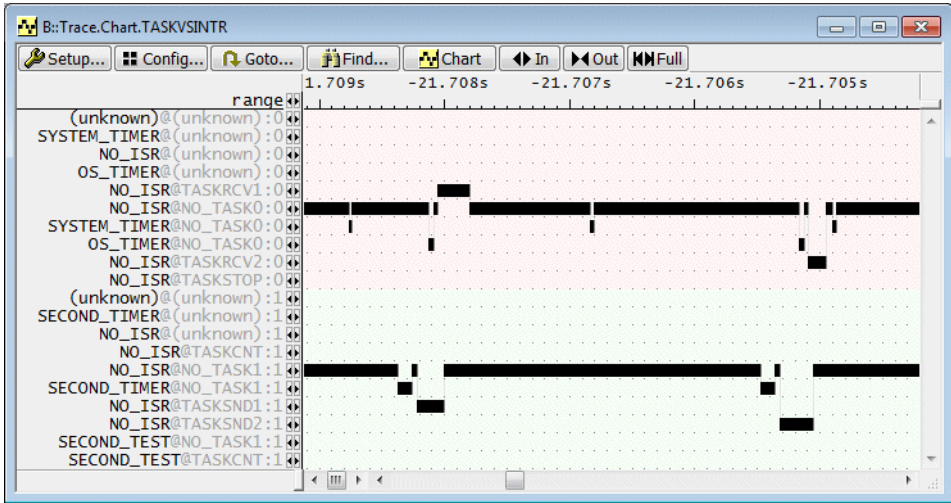 B::Trace.Chart.TASKVSINTR
Setup... Config... Goto... Find... Chart In Out Full
1.709s -21.708s -21.707s -21.706s -21.705s
range
(unknown)@(unknown):0
SYSTEM_TIMER@(unknown):0
NO_ISR@(unknown):0
OS_TIMER@(unknown):0
NO_ISR@TASKRCV1:0
NO_ISR@NO_TASK0:0
SYSTEM_TIMER@NO_TASK0:0
OS_TIMER@NO_TASK0:0
NO_ISR@TASKRCV2:0
NO_ISR@TASKSTOP:0
(unknown)@(unknown):1
SECOND_TIMER@(unknown):1
NO_ISR@(unknown):1
NO_ISR@TASKCNT:1
NO_ISR@NO_TASK1:1
SECOND_TIMER@NO_TASK1:1
NO_ISR@TASKSND1:1
NO_ISR@TASKSND2:1
SECOND_TEST@NO_TASK1:1
SECOND_TEST@TASKCNT:1